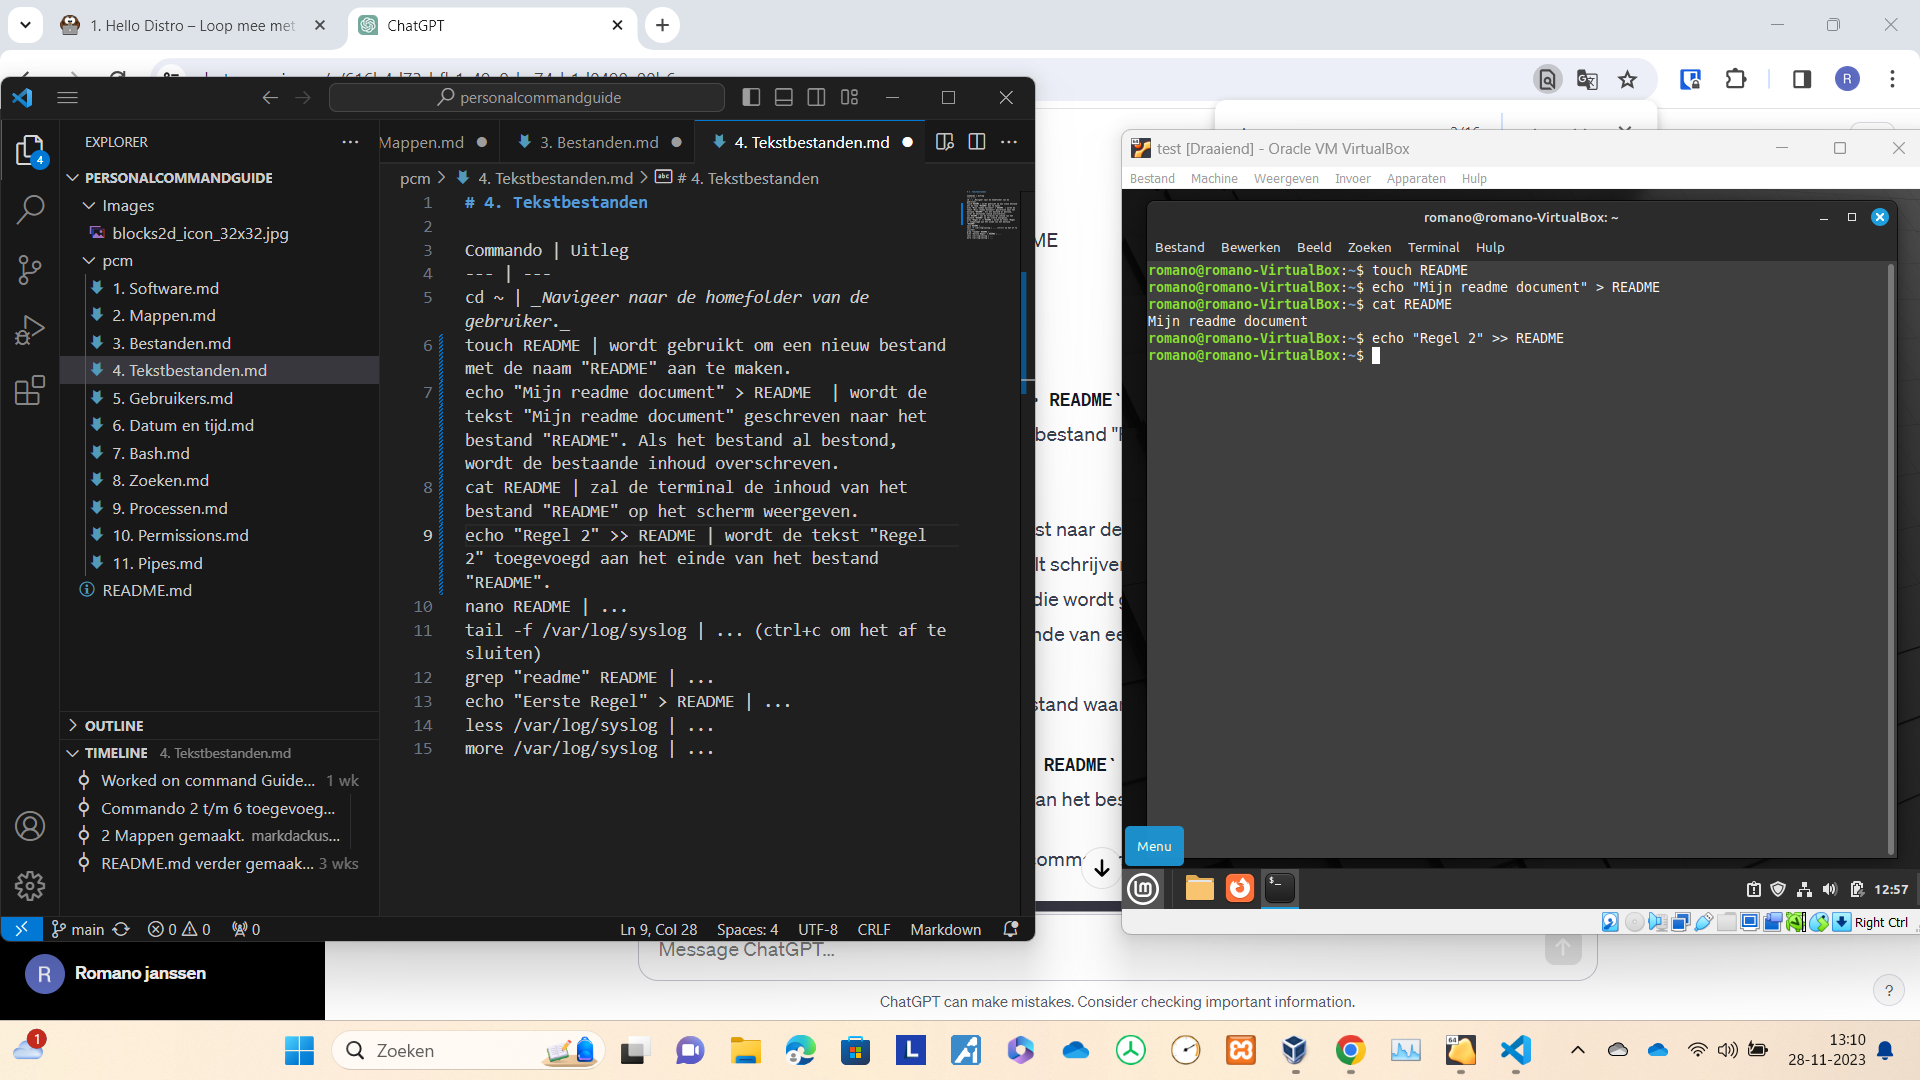 1. Hello Distro – Loop mee met
ChatGPT
personalcommandguide
EXPLORER
Mappen.md
3. Bestanden.md
4. Tekstbestanden.md
4
PERSONALCOMMANDGUIDE
Images
blocks2d_icon_32x32.jpg
pcm
1. Software.md
2. Mappen.md
3. Bestanden.md
4. Tekstbestanden.md
5. Gebruikers.md
6. Datum en tijd.md
7. Bash.md
8. Zoeken.md
9. Processen.md
10. Permissions.md
11. Pipes.md
README.md
OUTLINE
TIMELINE 4. Tekstbestanden.md
Worked on command Guide... 1 wk
Commando 2 t/m 6 toegevoeg...
2 Mappen gemaakt. markdackus...
README.md verder gemaak... 3 wks
pcm > 4. Tekstbestanden.md > # 4. Tekstbestanden
1 # 4. Tekstbestanden
2
3 Commando | Uitleg
4 --- | ---
5 cd ~ | _Navigeer naar de homefolder van de
gebruiker._
6 touch README | wordt gebruikt om een nieuw bestand
met de naam "README" aan te maken.
7 echo "Mijn readme document" > README  | wordt de
tekst "Mijn readme document" geschreven naar het
bestand "README". Als het bestand al bestond,
wordt de bestaande inhoud overschreven.
8 cat README | zal de terminal de inhoud van het
bestand "README" op het scherm weergeven.
9 echo "Regel 2" >> README | wordt de tekst "Regel
2" toegevoegd aan het einde van het bestand
"README".
10 nano README | ...
11 tail -f /var/log/syslog | ... (ctrl+c om het af te
sluiten)
12 grep "readme" README | ...
13 echo "Eerste Regel" > README | ...
14 less /var/log/syslog | ...
15 more /var/log/syslog | ...
main
0 0
0
Ln 9, Col 28
Spaces: 4
UTF-8
CRLF
Markdown
R
ME
README`
bestand "
st naar de
lt schrijve
die wordt
nde van ee
stand waar
README`
an het bes
omm
test [Draaiend] - Oracle VM VirtualBox
Bestand Machine Weergeven Invoer Apparaten Hulp
romano@romano-VirtualBox: ~
Bestand Bewerken Beeld Zoeken Terminal Hulp
romano@romano-VirtualBox:~$ touch README
romano@romano-VirtualBox:~$ echo "Mijn readme document" > README
romano@romano-VirtualBox:~$ cat README
Mijn readme document
romano@romano-VirtualBox:~$ echo "Regel 2" >> README
romano@romano-VirtualBox:~$
Menu
12:57
Right Ctrl
R Romano janssen
Message ChatGPT...
ChatGPT can make mistakes. Consider checking important information.
?
1
Zoeken
L
64
13:10
28-11-2023